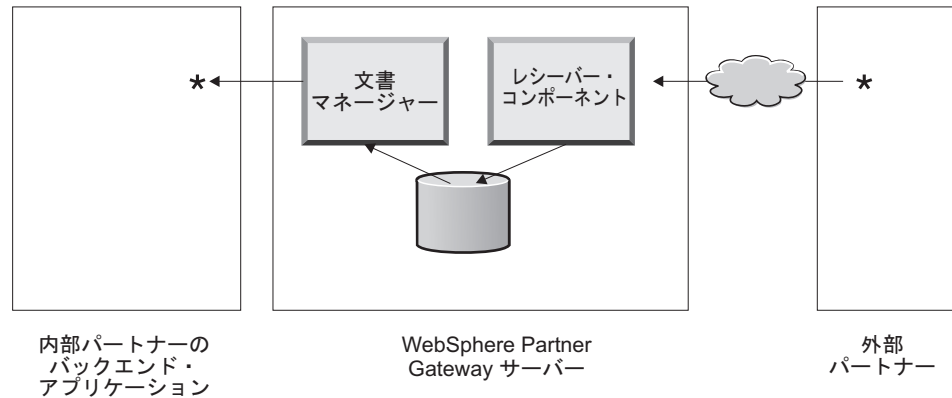 文書
マネージャー
レシーバー・
コンポーネント
*
*
内部パートナーの
バックエンド・
アプリケーション
WebSphere Partner
Gateway サーバー
外部
パートナー